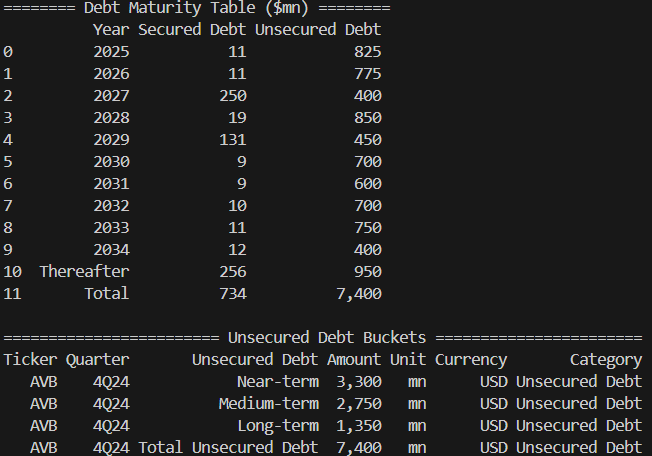 ======== Debt Maturity Table ($mn) ========
Year Secured Debt Unsecured Debt
0 2025 11 825
1 2026 11 775
2 2027 250 400
3 2028 19 850
4 2029 131 450
5 2030 9 700
6 2031 9 600
7 2032 10 700
8 2033 11 750
9 2034 12 400
10 Thereafter 256 950
11 Total 734 7,400
======================== Unsecured Debt Buckets =======================
Ticker Quarter Unsecured Debt Amount Unit Currency Category
AVB 4Q24 Near-term 3,300 mn USD Unsecured Debt
AVB 4Q24 Medium-term 2,750 mn USD Unsecured Debt
AVB 4Q24 Long-term 1,350 mn USD Unsecured Debt
AVB 4Q24 Total Unsecured Debt 7,400 mn USD Unsecured Debt